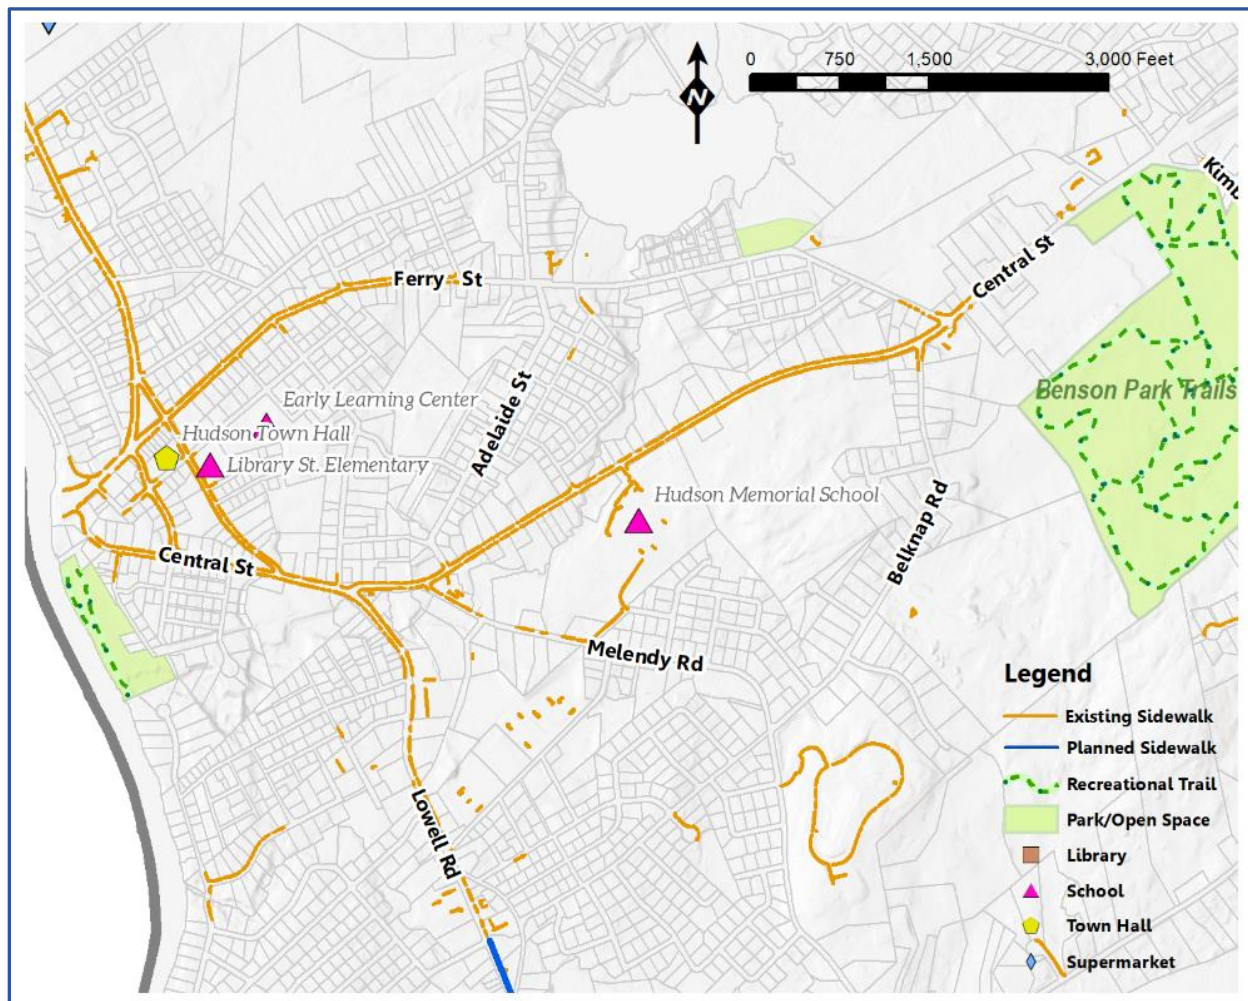 N
0 750 1,500 3,000 Feet
Kimb
Central St
Ferry St
Benson Park Trails
Early Learning Center
Adelaide St
Hudson Town Hall
Library St. Elementary
Hudson Memorial School
Belknap Rd
Central St
Melendy Rd
Lowell Rd
Legend
Existing Sidewalk
Planned Sidewalk
Recreational Trail
Park/Open Space
Library
School
Town Hall
Supermarket